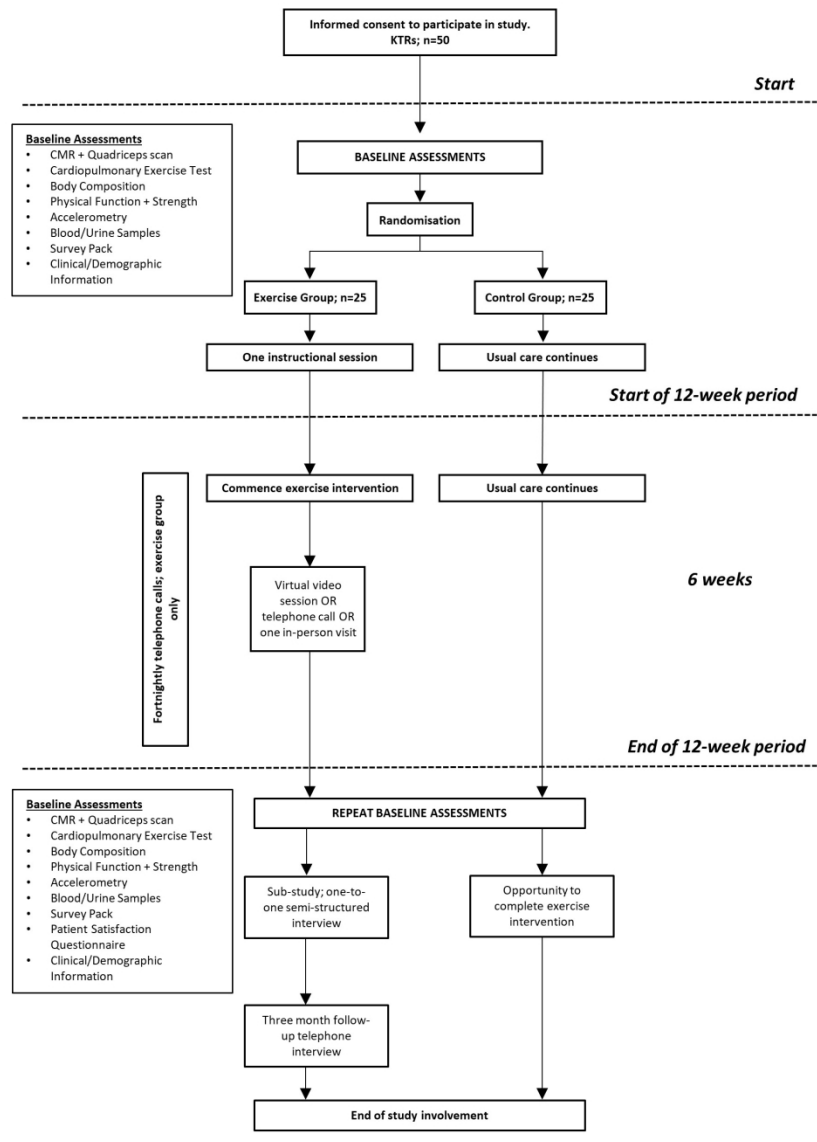 Informed consent to participate in study.
KTRs; n=50
Start
Baseline Assessments
• CMR + Quadriceps scan
• Cardiopulmonary Exercise Test
• Body Composition
• Physical Function + Strength
• Accelerometry
• Blood/Urine Samples
• Survey Pack
• Clinical/Demographic
Information
BASELINE ASSESSMENTS
Randomisation
Exercise Group; n=25
Control Group; n=25
One instructional session
Usual care continues
Start of 12-week period
Fortnightly telephone calls; exercise group
only
Commence exercise intervention
Usual care continues
Virtual video
session OR
telephone call OR
one in-person visit
6 weeks
End of 12-week period
Baseline Assessments
• CMR + Quadriceps scan
• Cardiopulmonary Exercise Test
• Body Composition
• Physical Function + Strength
• Accelerometry
• Blood/Urine Samples
• Survey Pack
• Patient Satisfaction
Questionnaire
• Clinical/Demographic
Information
REPEAT BASELINE ASSESSMENTS
Sub-study; one-to-
one semi-structured
interview
Opportunity to
complete exercise
intervention
Three month follow-
up telephone
interview
End of study involvement